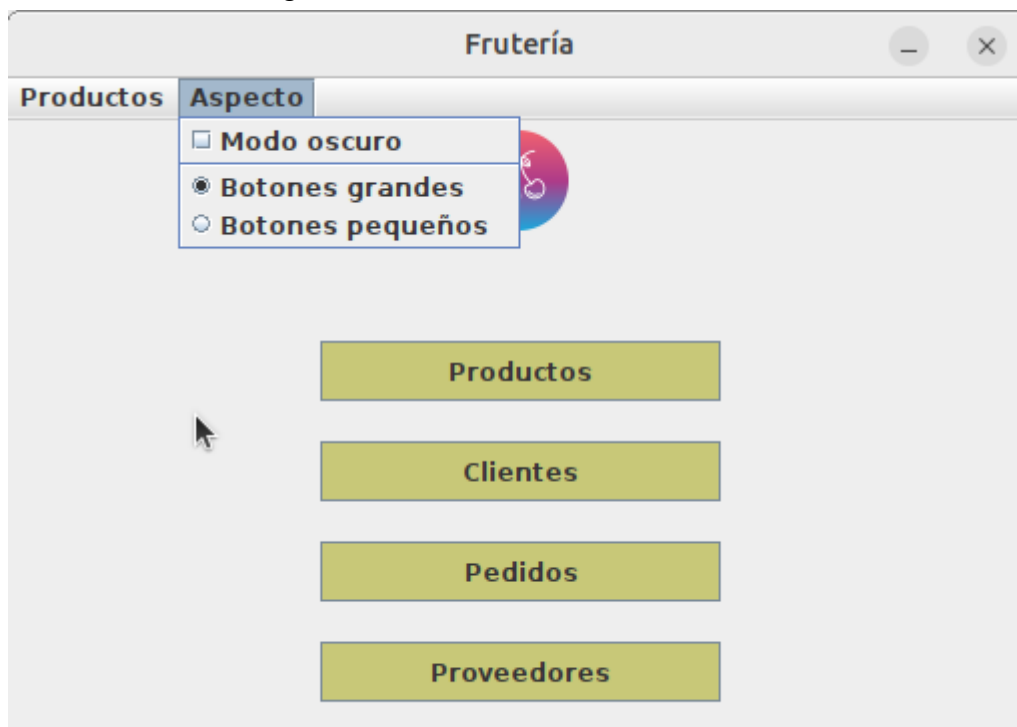 Frutería
Productos Aspecto
Modo oscuro
Botones grandes
Botones pequeños
Productos
Clientes
Pedidos
Proveedores